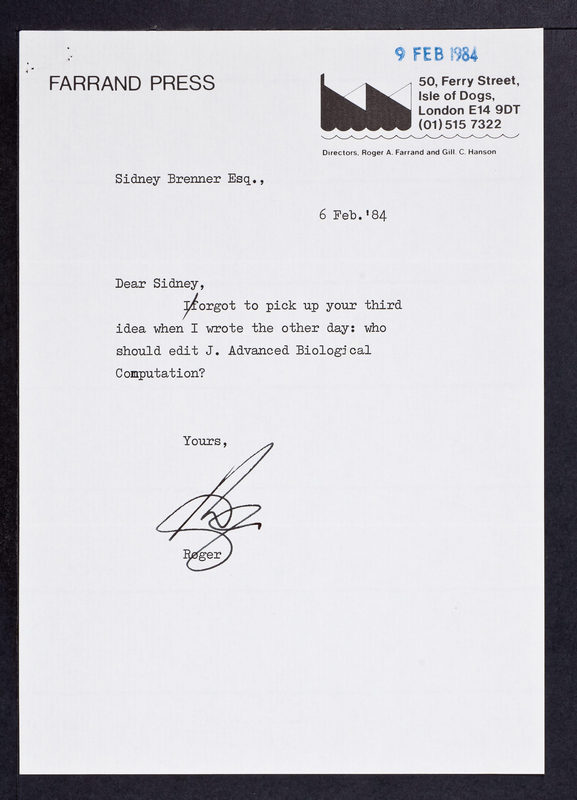 9 FEB 1984
FARRAND PRESS
50, Ferry Street,
Isle of Dogs,
London E14 9DT
(01) 515 7322
Directors, Roger A. Farrand and Gill. C. Hanson
Sidney Brenner Esq.,
6 Feb.'84
Dear Sidney,
I/forgot to pick up your third
idea when I wrote the other day: who
should edit J. Advanced Biological
Computation?
Yours,
Roger